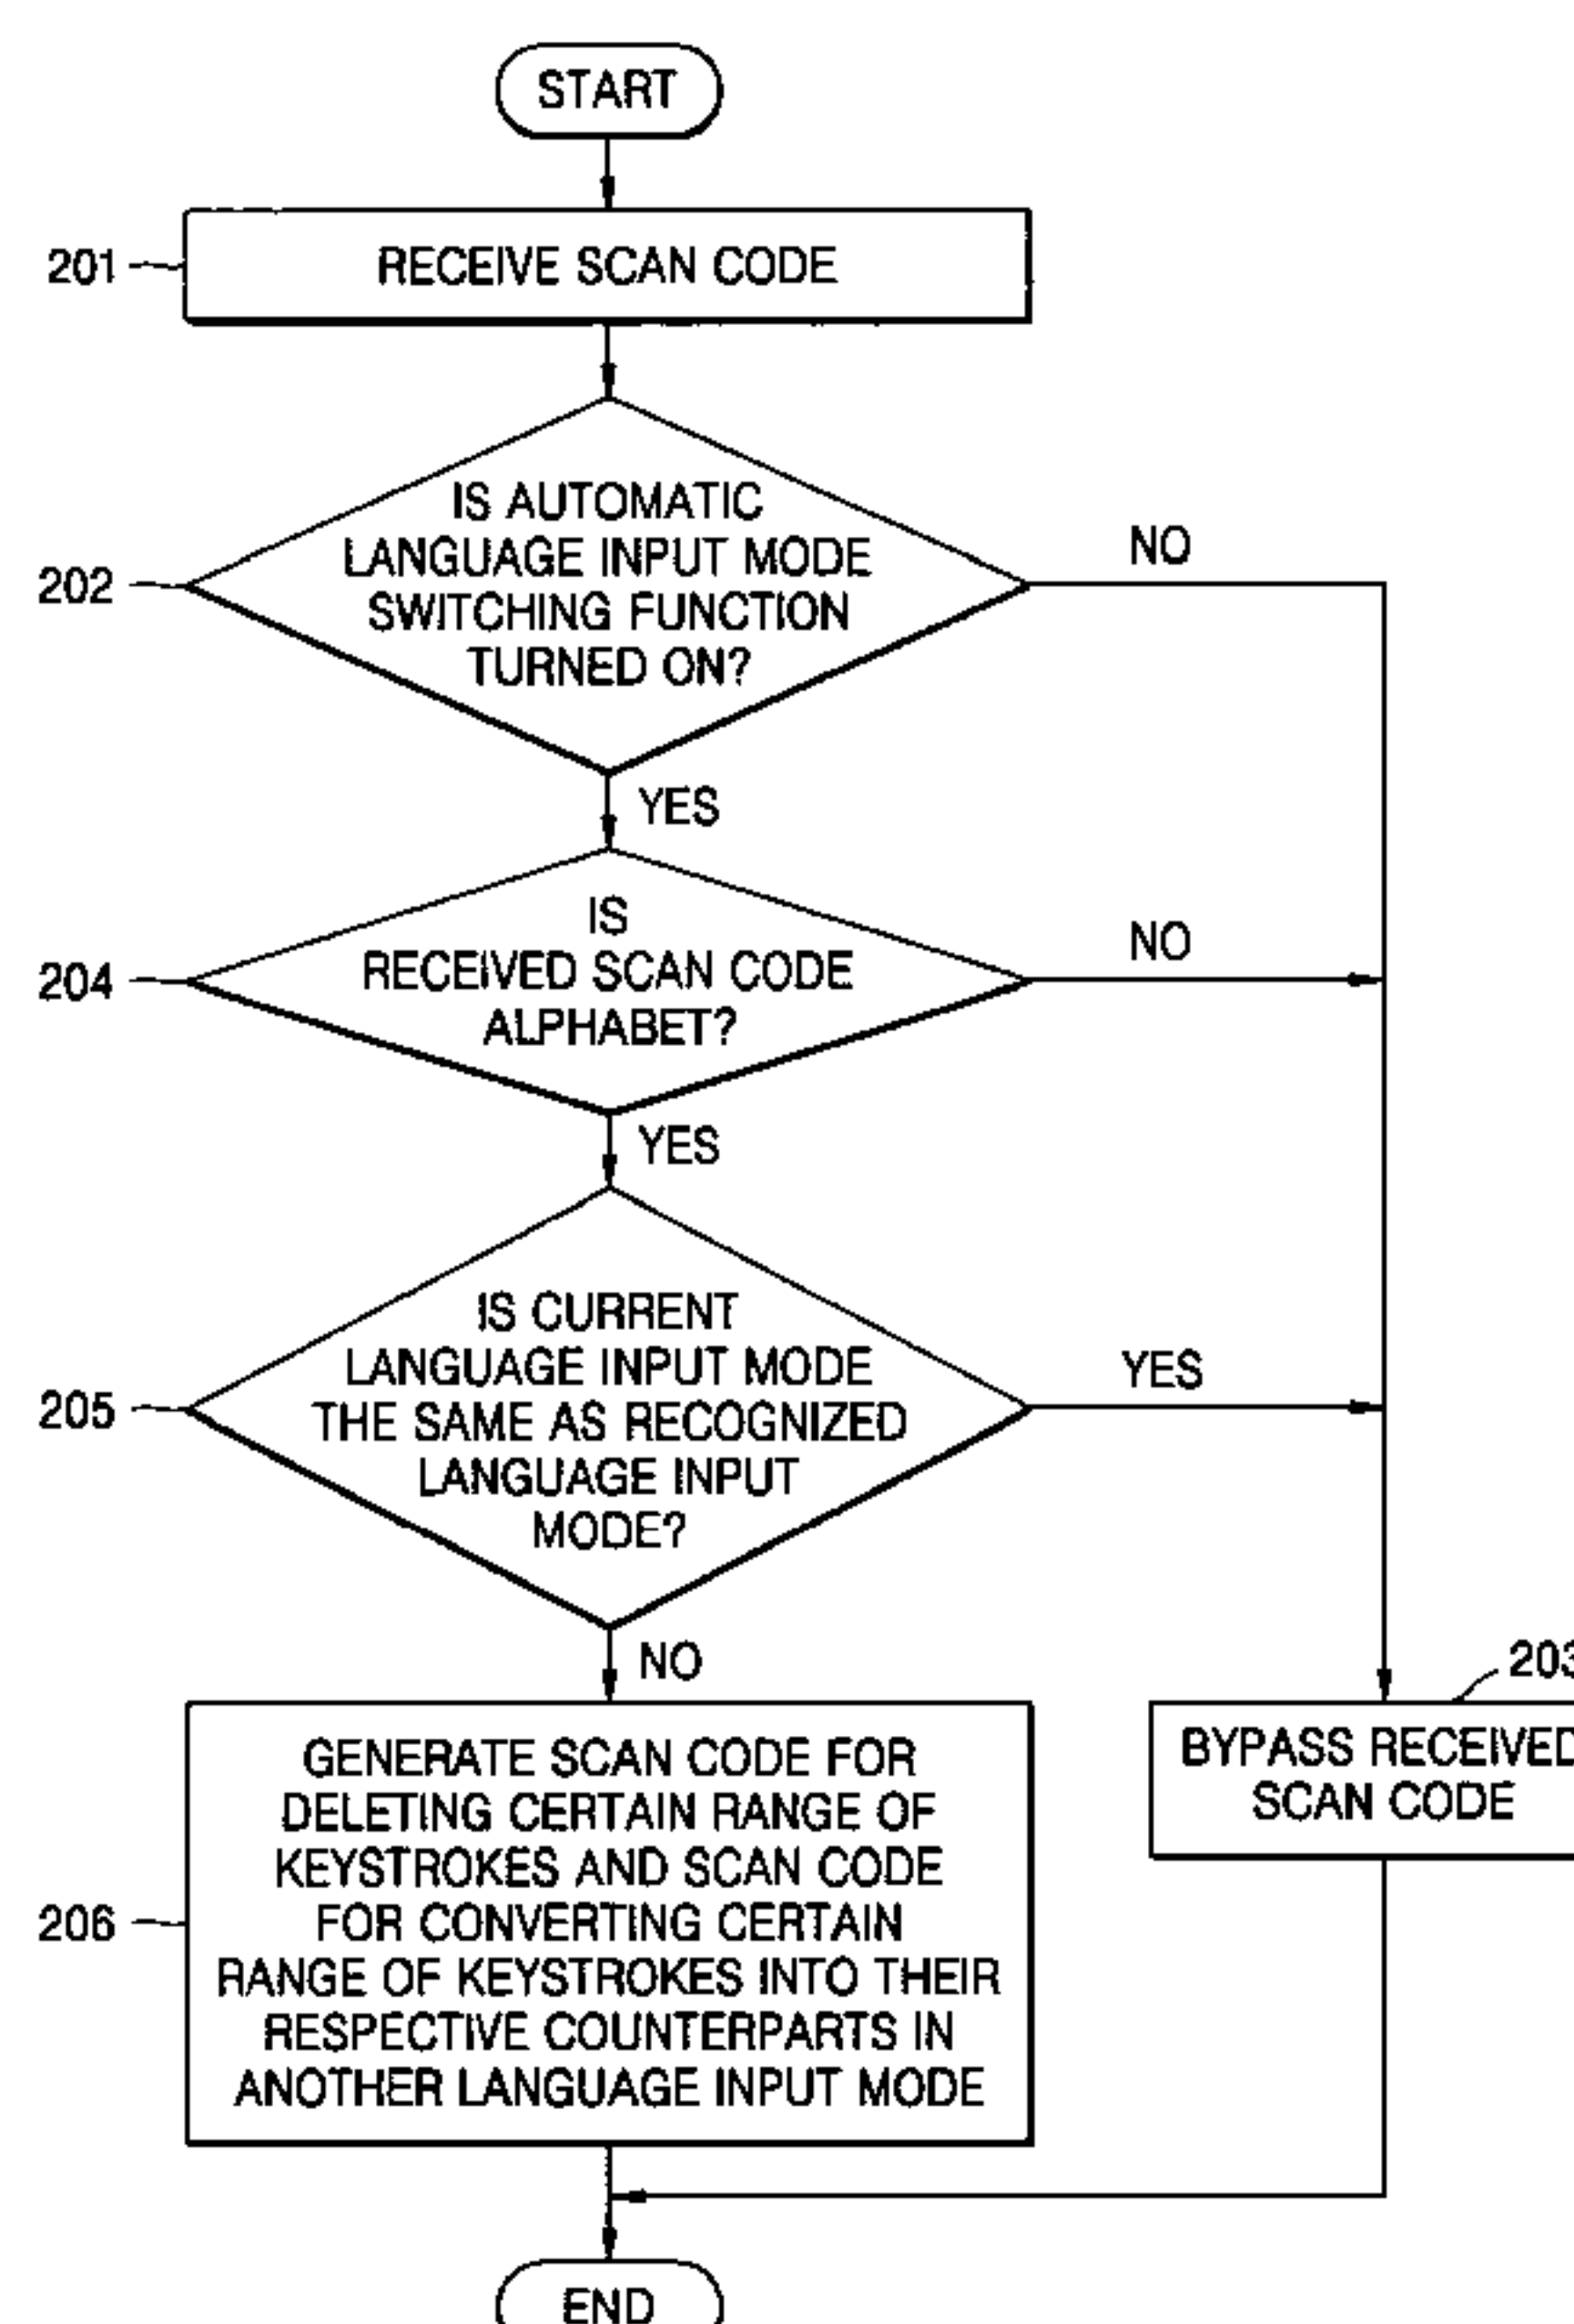 START
201
RECEIVE SCAN CODE
202
IS AUTOMATIC
LANGUAGE INPUT MODE
SWITCHING FUNCTION
TURNED ON?
NO
YES
204
IS
RECEIVED SCAN CODE
ALPHABET?
NO
YES
205
IS CURRENT
LANGUAGE INPUT MODE
THE SAME AS RECOGNIZED
LANGUAGE INPUT
MODE?
YES
NO
203
BYPASS RECEIVED
SCAN CODE
206
GENERATE SCAN CODE FOR
DELETING CERTAIN RANGE OF
KEYSTROKES AND SCAN CODE
FOR CONVERTING CERTAIN
RANGE OF KEYSTROKES INTO THEIR
RESPECTIVE COUNTERPARTS IN
ANOTHER LANGUAGE INPUT MODE
END